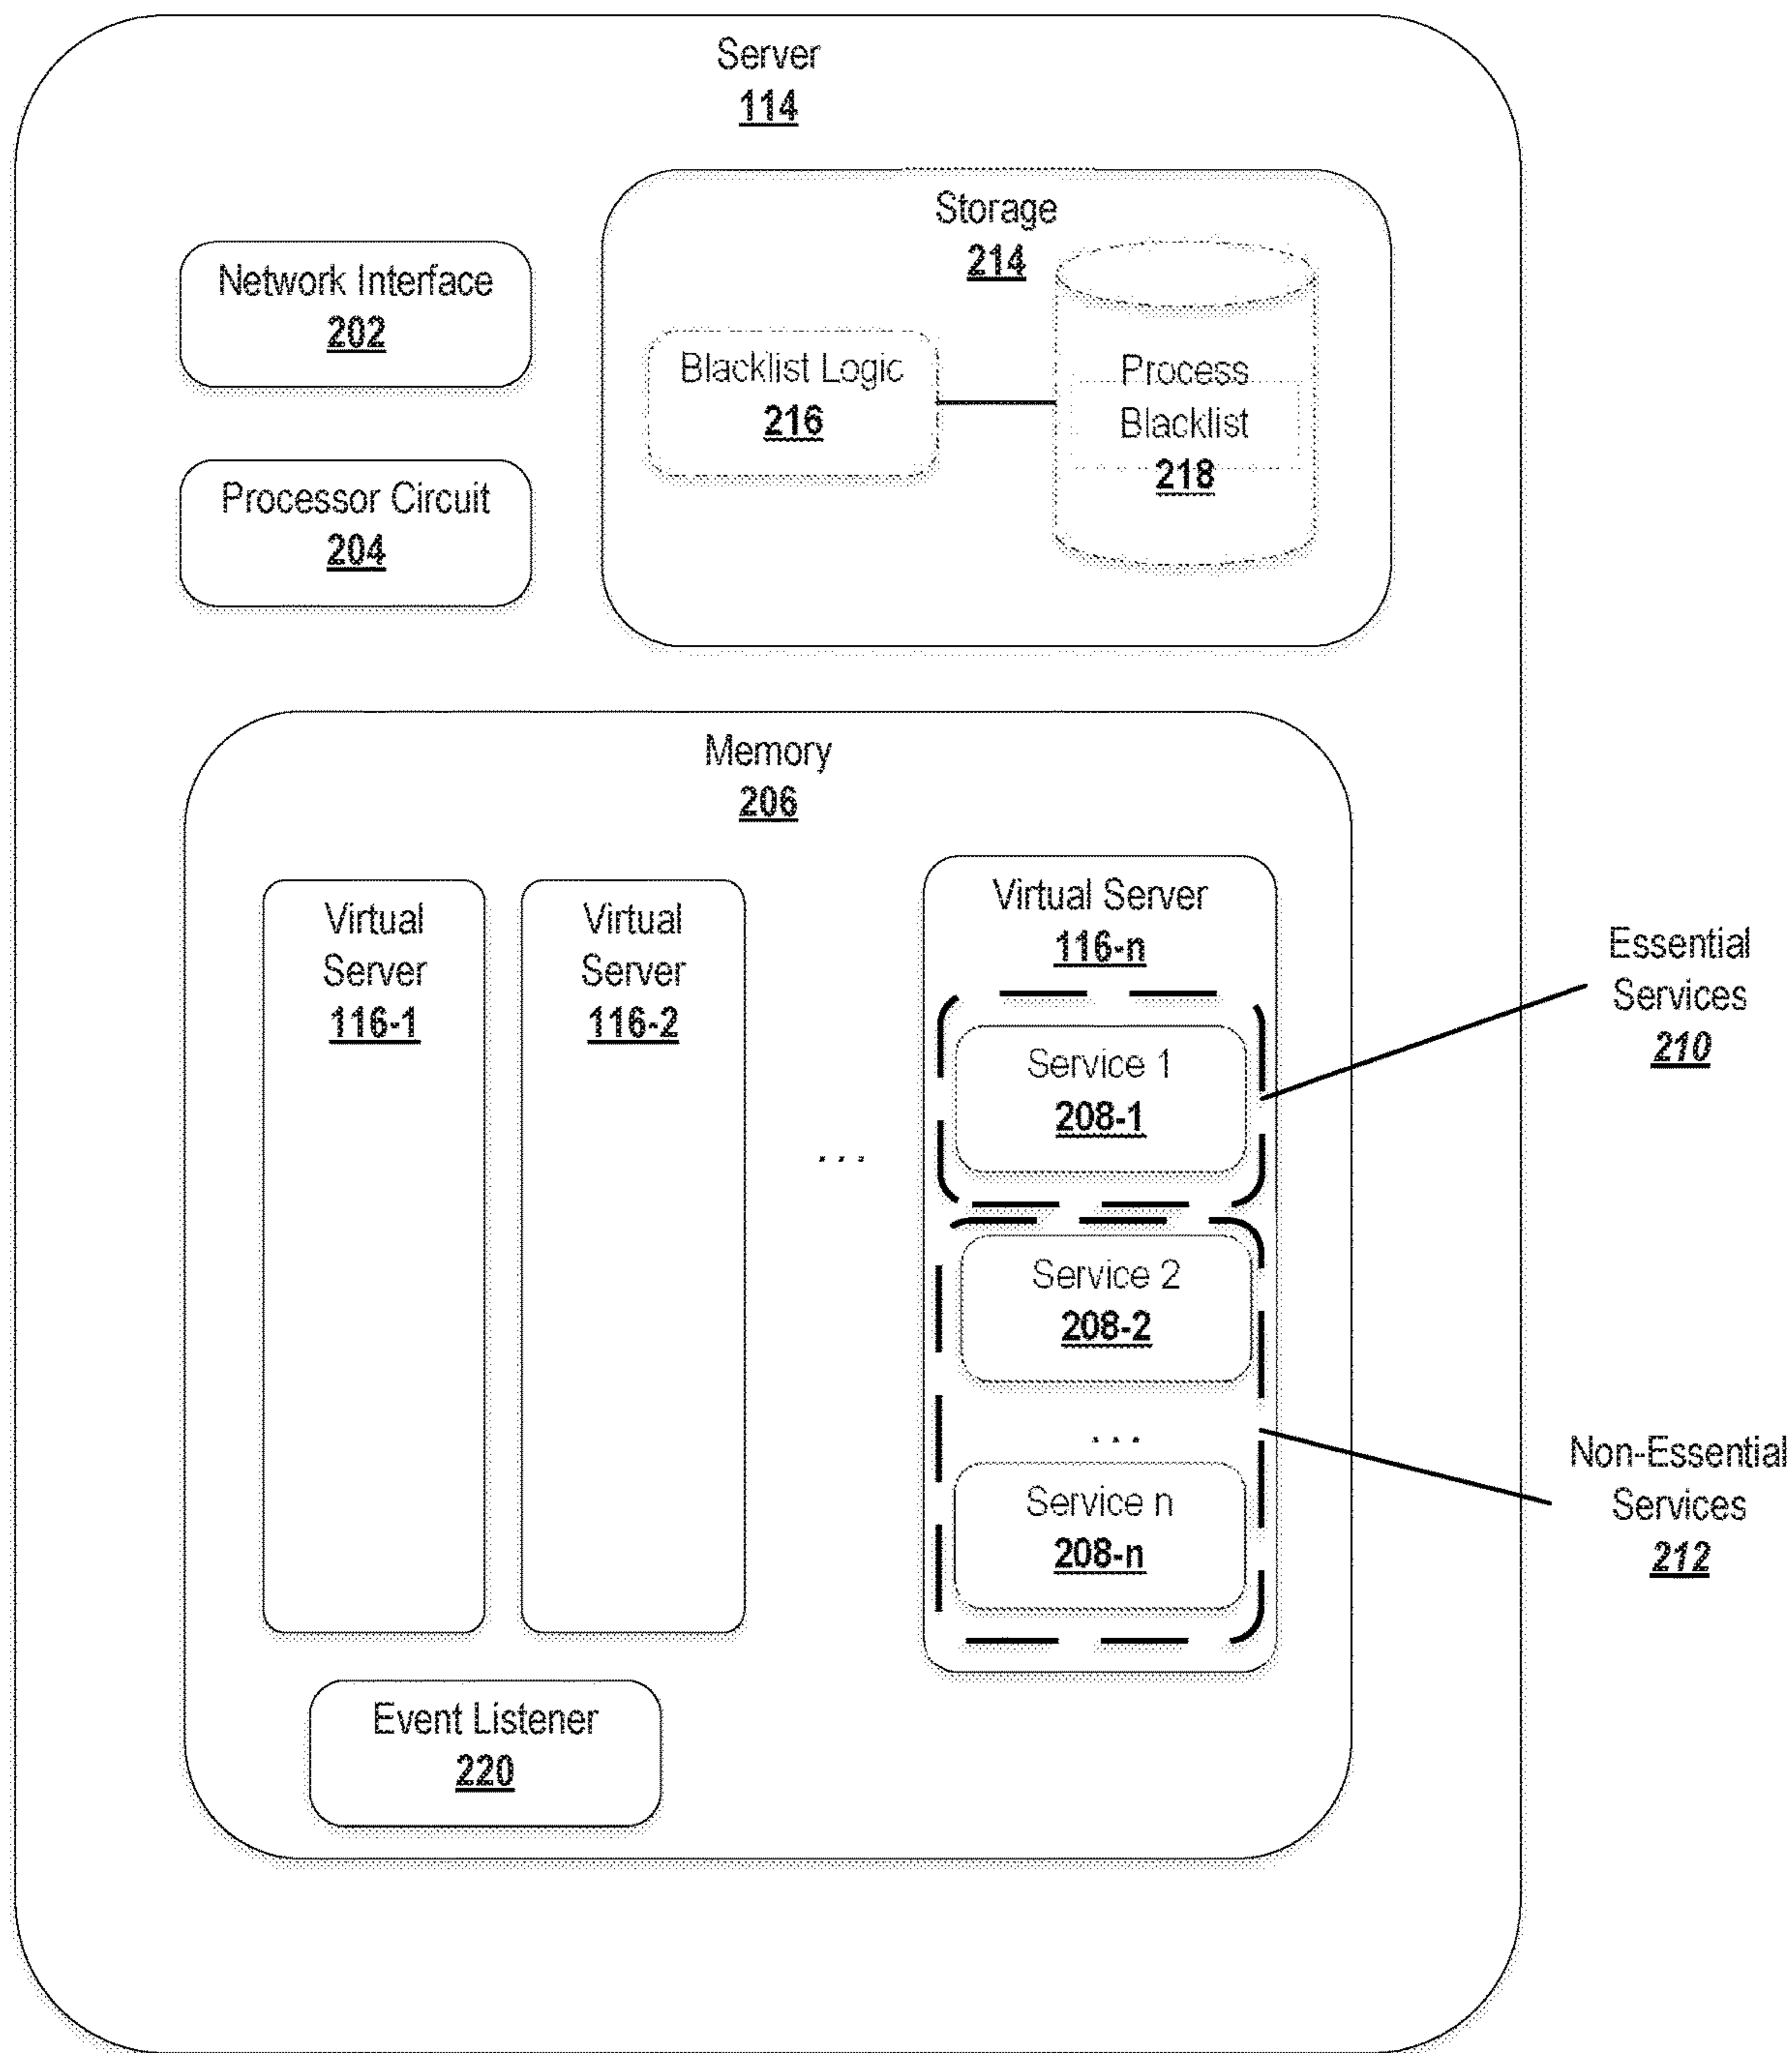 Server
114
Storage
214
Network Interface
202
Blacklist Logic
216
Process
Blacklist
218
Processor Circuit
204
Memory
206
Virtual
Server
116-1
Virtual
Server
116-2
...
Virtual Server
116-n
Service 1
208-1
Service 2
208-2
...
Service n
208-n
Essential
Services
210
Non-Essential
Services
212
Event Listener
220